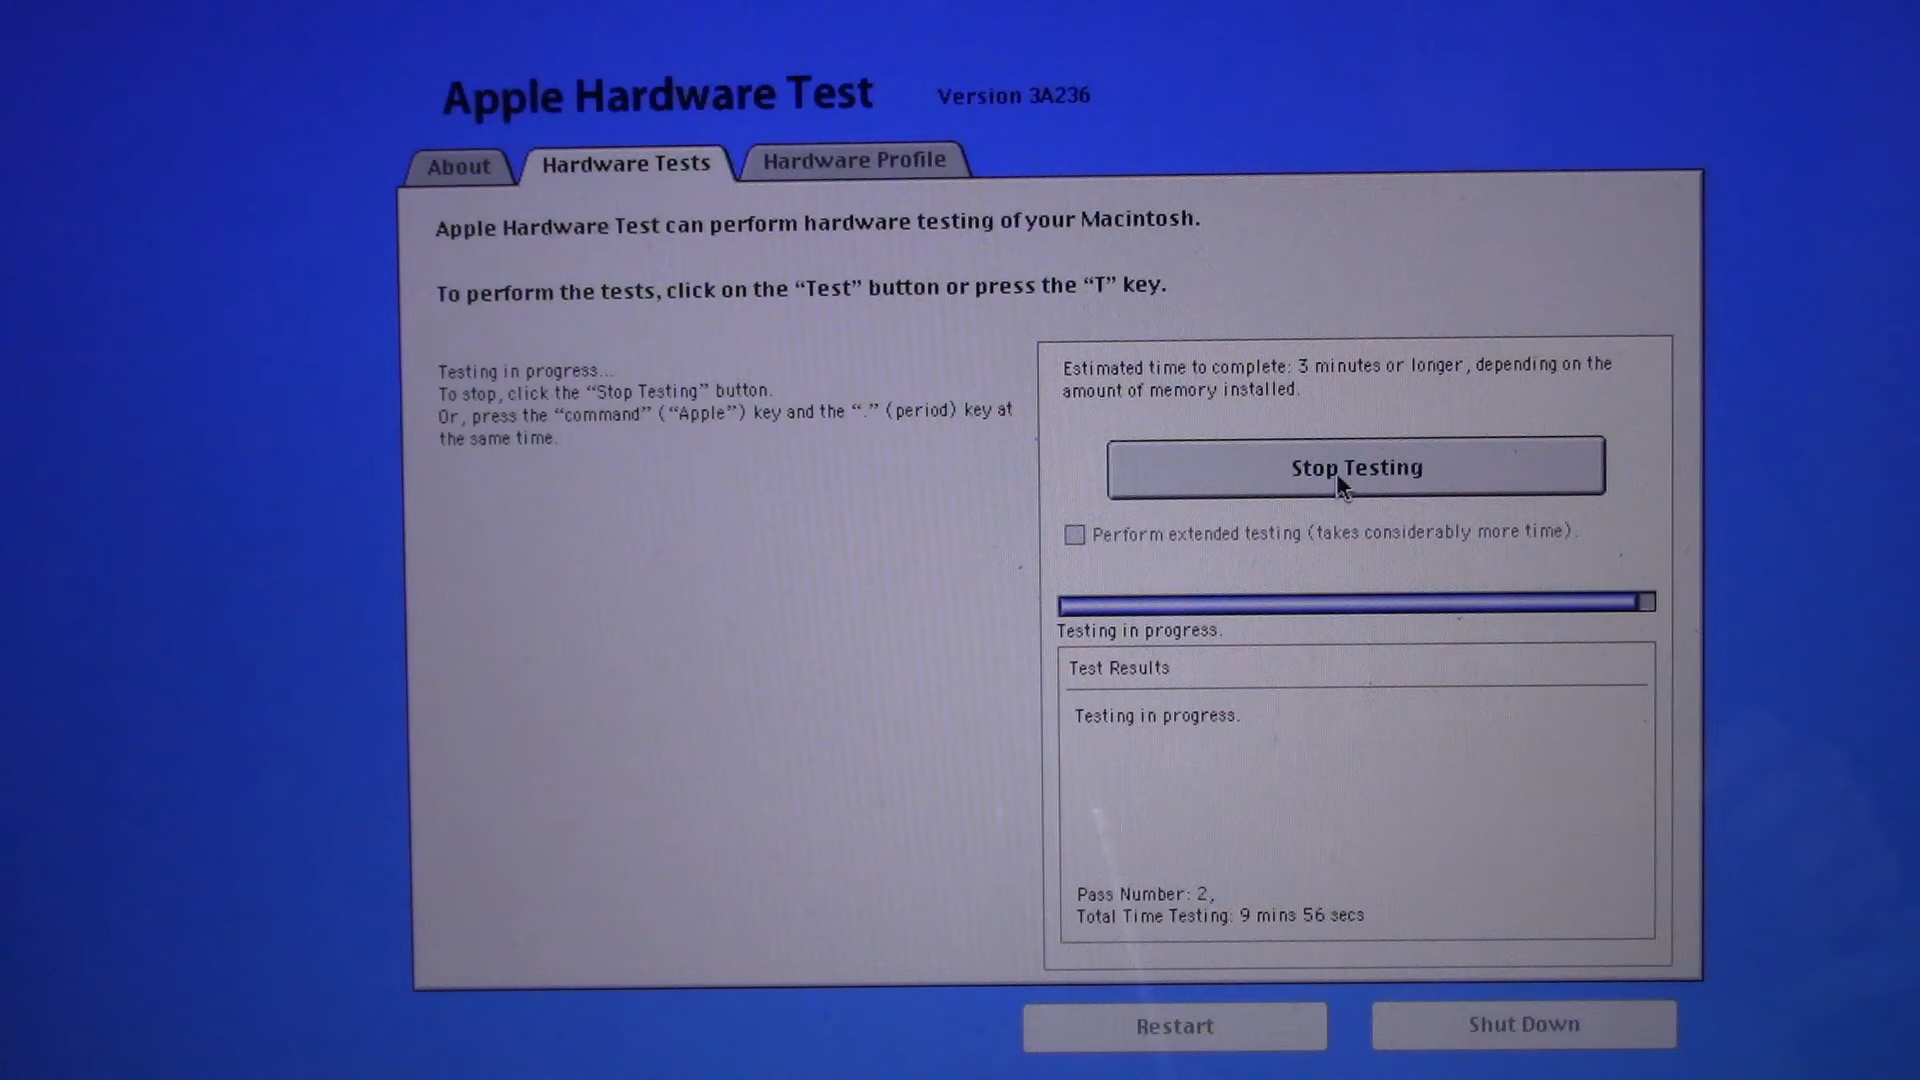 Apple Hardware Test
Version 3A236
About
Hardware Tests
Hardware Profile
Apple Hardware Test can perform hardware testing of your Macintosh.
To perform the tests, click on the “Test” button or press the “T” key.
Testing in progress...
To stop, click the “Stop Testing” button.
Or, press the “command” (“Apple”) key and the “.” (period) key at
the same time.
Estimated time to complete: 3 minutes or longer, depending on the
amount of memory installed.
Stop Testing
Perform extended testing (takes considerably more time).
Testing in progress.
Test Results
Testing in progress.
Pass Number: 2,
Total Time Testing: 9 mins 56 secs
Restart
Shut Down